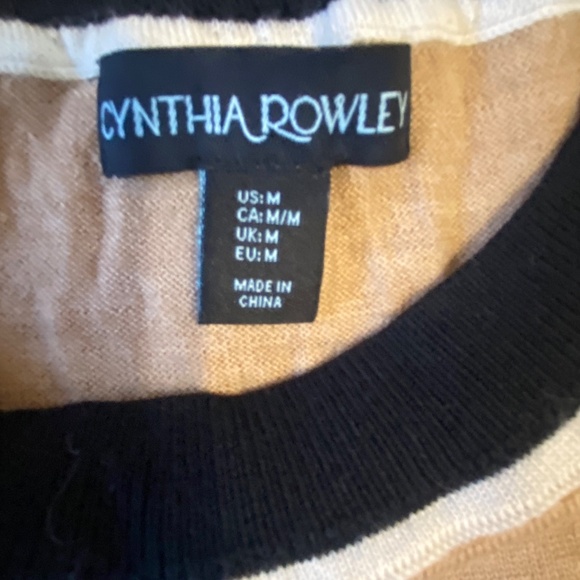 CYNTHIA ROWLEY
US: M
CA: M/M
UK: M
EU: M
MADE IN
CHINA